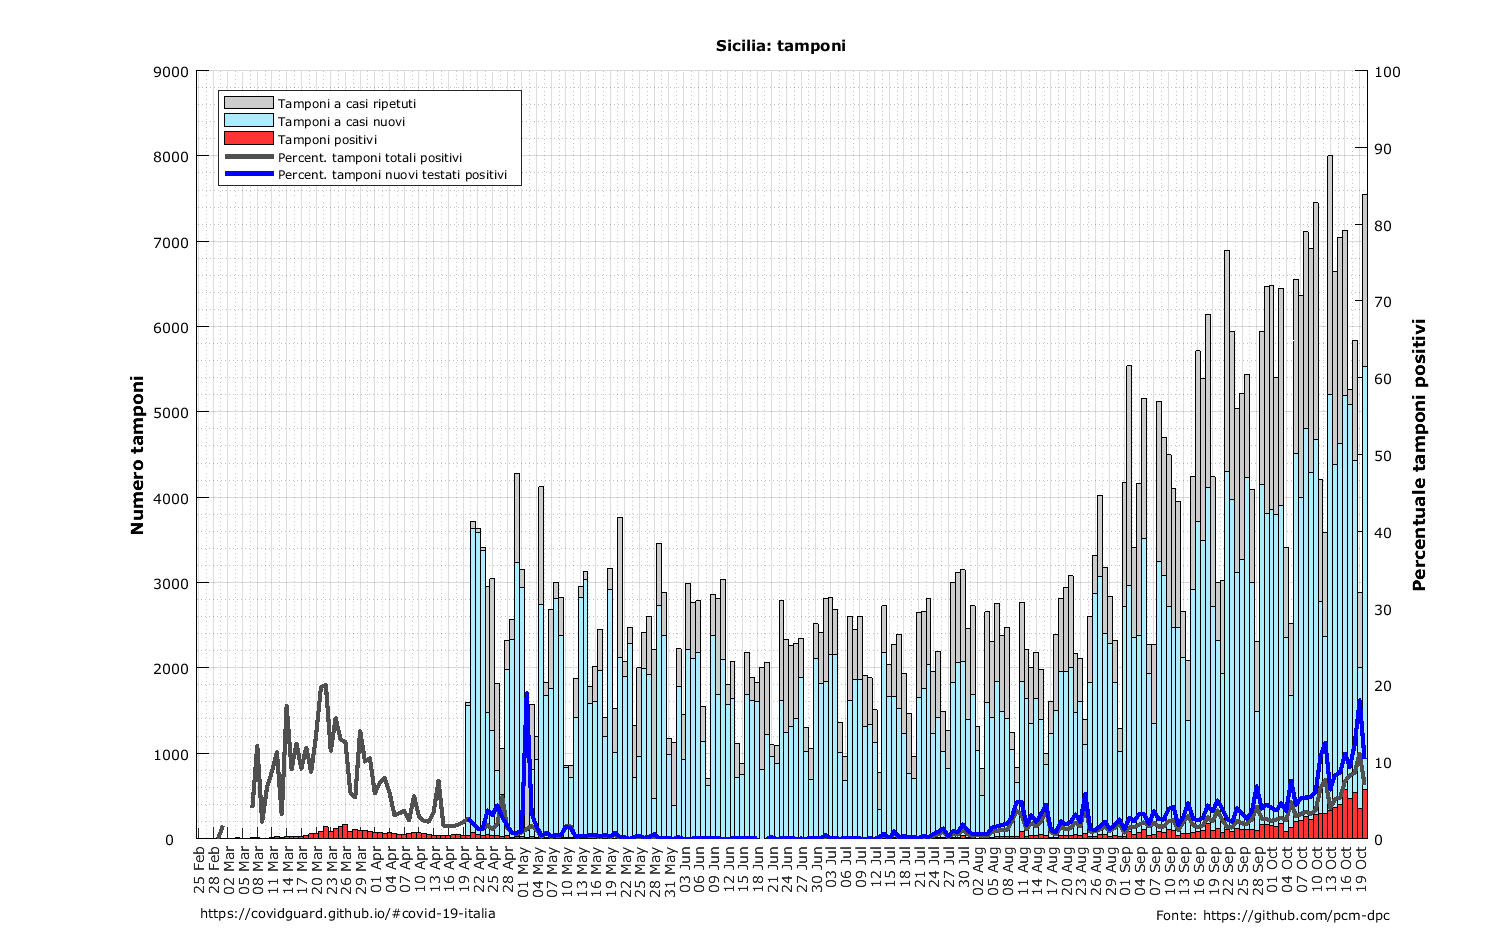 Sicilia: tamponi
Tamponi a casi ripetuti
Tamponi a casi nuovi
Tamponi positivi
Percent. tamponi totali positivi
Percent. tamponi nuovi testati positivi
Numero tamponi
9000
8000
7000
6000
5000
4000
3000
2000
1000
0
Percentuale tamponi positivi
100
90
80
70
60
50
40
30
20
10
0
25 Feb
28 Feb
02 Mar
05 Mar
08 Mar
11 Mar
14 Mar
17 Mar
20 Mar
23 Mar
26 Mar
29 Mar
01 Apr
04 Apr
07 Apr
10 Apr
13 Apr
16 Apr
19 Apr
22 Apr
25 Apr
28 Apr
01 May
04 May
07 May
10 May
13 May
16 May
19 May
22 May
25 May
28 May
31 May
03 Jun
06 Jun
09 Jun
12 Jun
15 Jun
18 Jun
21 Jun
24 Jun
27 Jun
30 Jun
03 Jul
06 Jul
09 Jul
12 Jul
15 Jul
18 Jul
21 Jul
24 Jul
27 Jul
30 Jul
02 Aug
05 Aug
08 Aug
11 Aug
14 Aug
17 Aug
20 Aug
23 Aug
26 Aug
29 Aug
01 Sep
04 Sep
07 Sep
10 Sep
13 Sep
16 Sep
19 Sep
22 Sep
25 Sep
28 Sep
01 Oct
04 Oct
07 Oct
10 Oct
13 Oct
16 Oct
19 Oct
https://covidguard.github.io/#covid-19-italia
Fonte: https://github.com/pcm-dpc